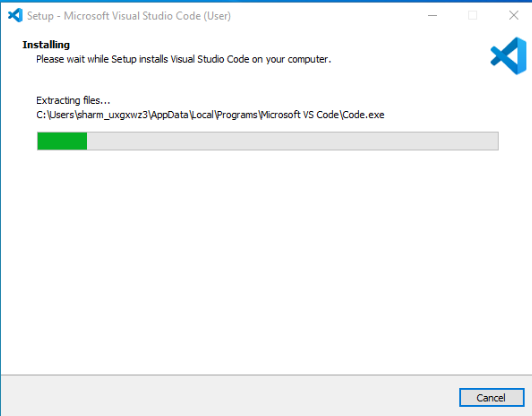 Setup - Microsoft Visual Studio Code (User)
Installing
Please wait while Setup installs Visual Studio Code on your computer.
Extracting files...
C:\Users\sharm_uxgxwz3\AppData\Local\Programs\Microsoft VS Code\Code.exe
Cancel